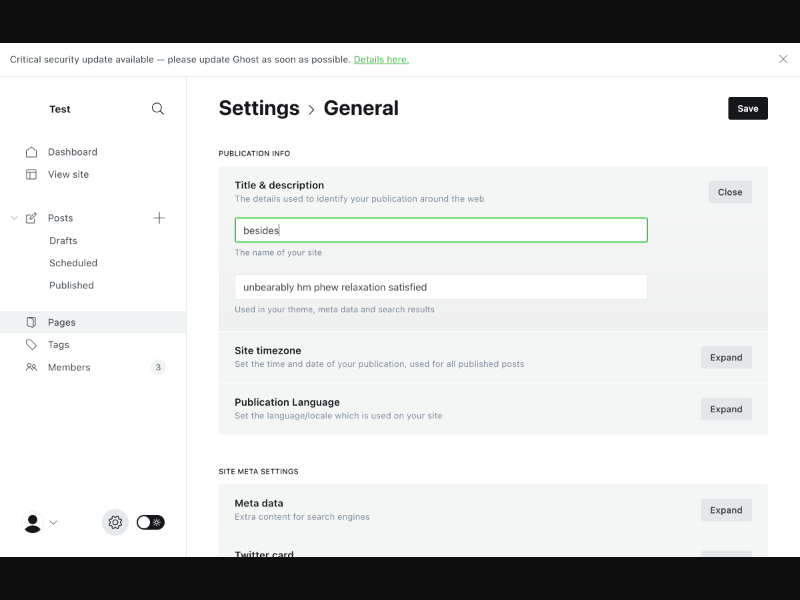 Critical security update available — please update Ghost as soon as possible. Details here.
Test
Dashboard
View site
Posts
Drafts
Scheduled
Published
Pages
Tags
Members 3
Settings > General
Save
PUBLICATION INFO
Title & description
The details used to identify your publication around the web
Close
besides
The name of your site
unbearably hm phew relaxation satisfied
Used in your theme, meta data and search results
Site timezone
Set the time and date of your publication, used for all published posts
Expand
Publication Language
Set the language/locale which is used on your site
Expand
SITE META SETTINGS
Meta data
Extra content for search engines
Expand
Twitter card